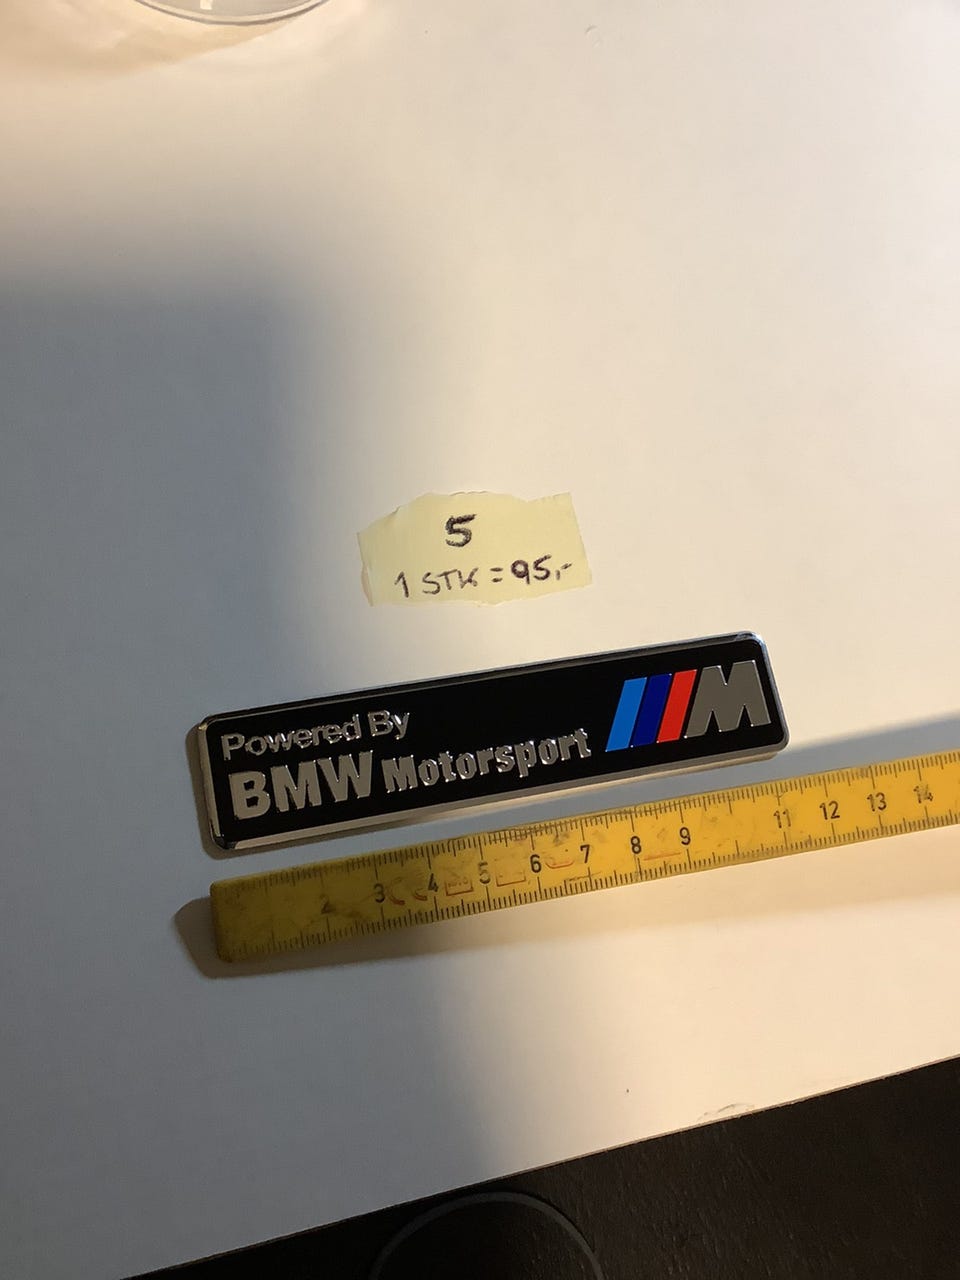 5
1 STK = 95,-
Powered By
BMW Motorsport M
2 3 4 5 6 7 8 9 11 12 13 14